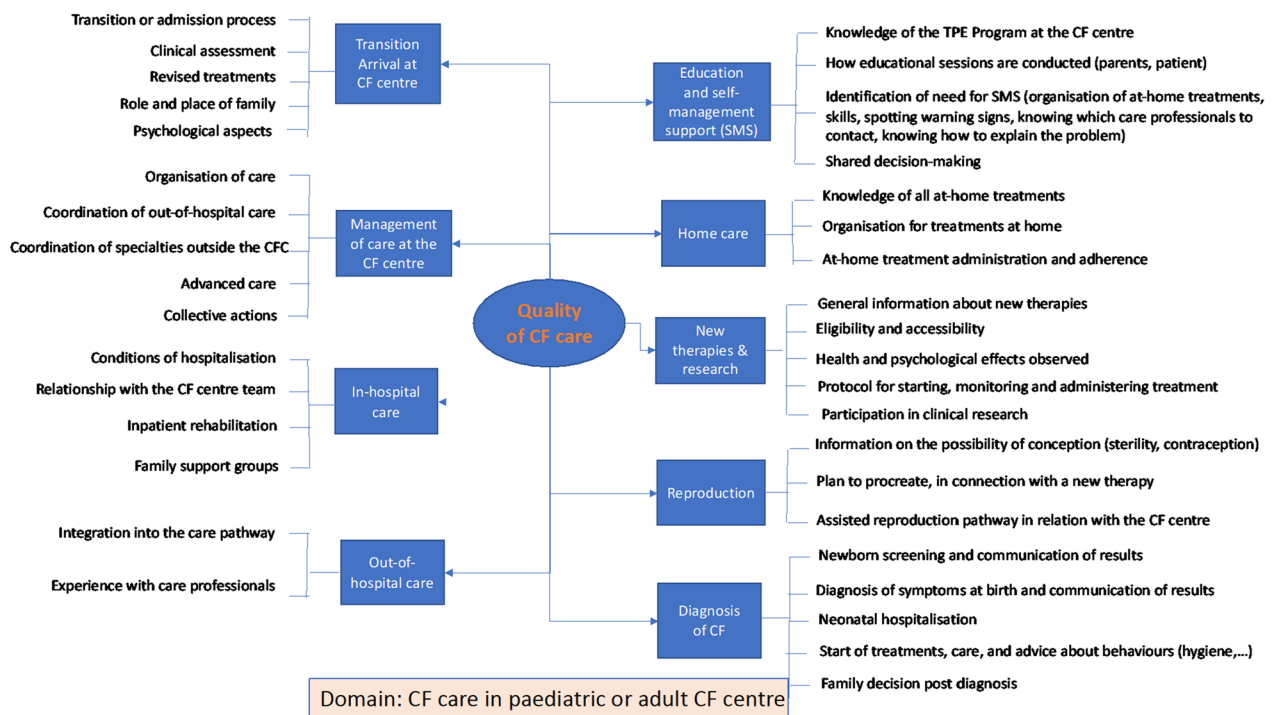 Transition or admission process
Clinical assessment
Revised treatments
Role and place of family
Psychological aspects
Transition
Arrival at
CF centre
Organisation of care
Coordination of out-of-hospital care
Coordination of specialties outside the CFC
Advanced care
Collective actions
Management
of care at the
CF centre
Conditions of hospitalisation
Relationship with the CF centre team
Inpatient rehabilitation
Family support groups
In-hospital
care
Integration into the care pathway
Experience with care professionals
Out-of-
hospital care
Quality
of CF care
Education
and self-
management
support (SMS)
Knowledge of the TPE Program at the CF centre
How educational sessions are conducted (parents, patient)
Identification of need for SMS (organisation of at-home treatments,
skills, spotting warning signs, knowing which care professionals to
contact, knowing how to explain the problem)
Shared decision-making
Home care
Knowledge of all at-home treatments
Organisation for treatments at home
At-home treatment administration and adherence
New
therapies &
research
General information about new therapies
Eligibility and accessibility
Health and psychological effects observed
Protocol for starting, monitoring and administering treatment
Participation in clinical research
Reproduction
Information on the possibility of conception (sterility, contraception)
Plan to procreate, in connection with a new therapy
Assisted reproduction pathway in relation with the CF centre
Diagnosis
of CF
Newborn screening and communication of results
Diagnosis of symptoms at birth and communication of results
Neonatal hospitalisation
Start of treatments, care, and advice about behaviours (hygiene,...)
Family decision post diagnosis
Domain: CF care in paediatric or adult CF centre